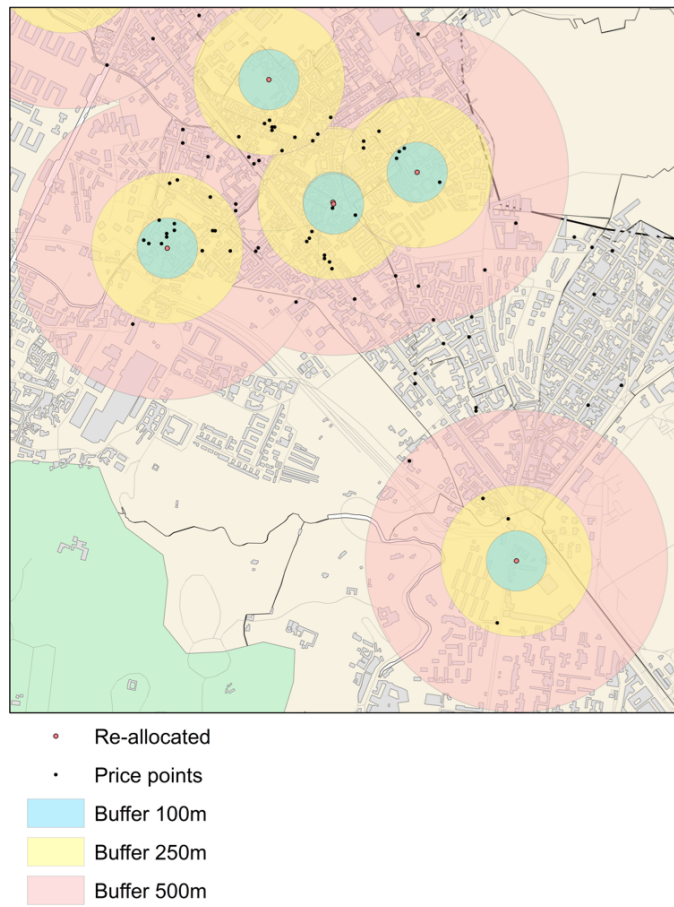 Re-allocated
Price points
Buffer 100m
Buffer 250m
Buffer 500m